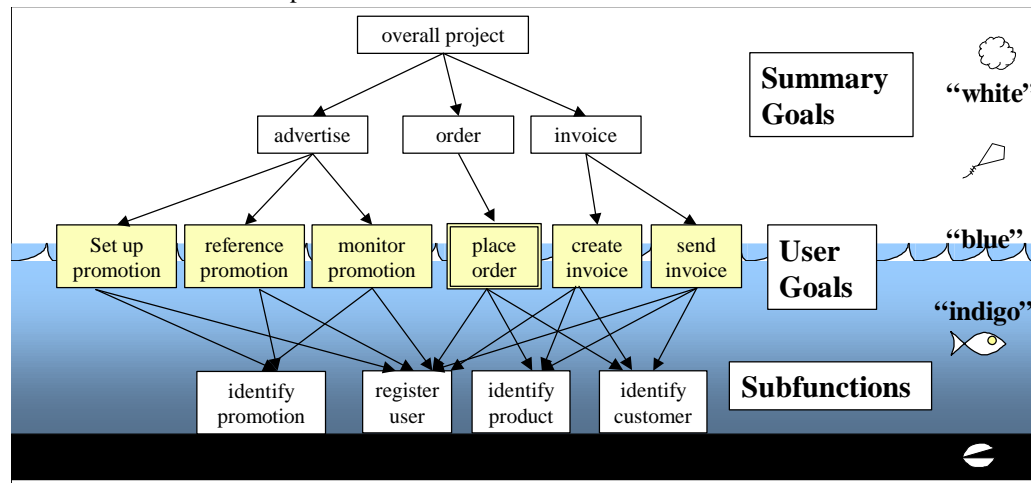 overall project
Summary
Goals
“white”
advertise
order
invoice
Set up
promotion
reference
promotion
monitor
promotion
place
order
create
invoice
send
invoice
User
Goals
“blue”
“indigo”
identify
promotion
register
user
identify
product
identify
customer
Subfunctions